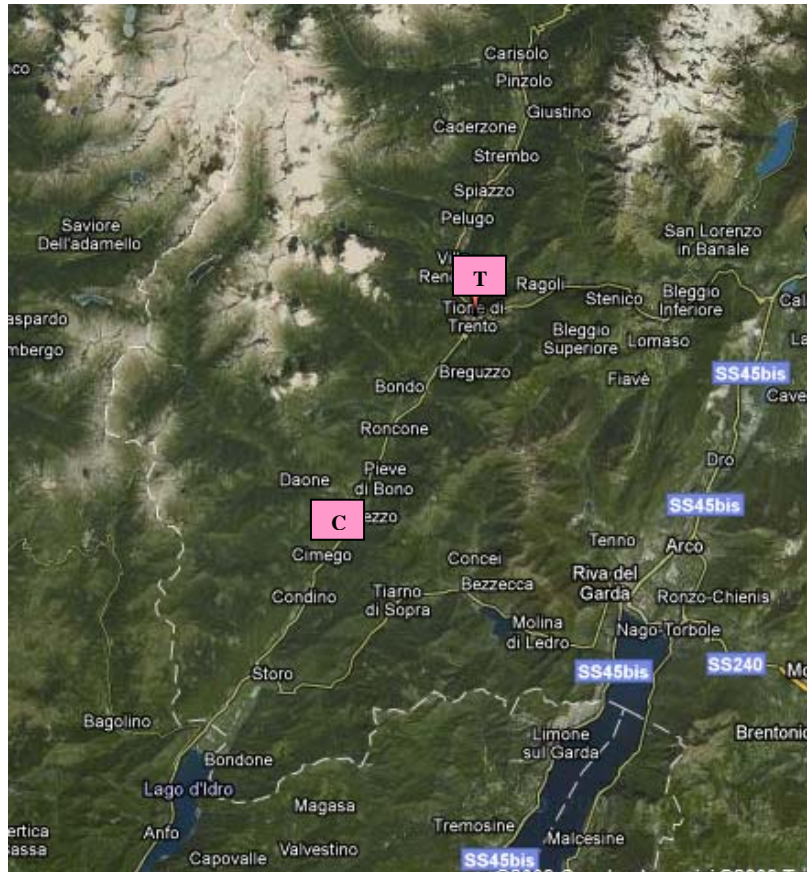 Carisolo
Pinzolo
Giustino
Caderzone
Strembo
Spiazzo
Pelugo
Saviore
Dell'adamello
San Lorenzo
in Banale
T
Ragoli
Stenico
Bleggio
Inferiore
Tione di
Trento
Bleggio
Superiore
Lomaso
Breguzzo
Fiavè
SS45bis
Bondo
Roncone
Dro
Pieve
di Bono
Daone
SS45bis
C
Cimego
Tenno
Arco
Concei
Bezzecca
Riva del
Garda
Condino
Tiarno
di Sopra
Ronzo-Chienis
Molina
di Ledro
Nago-Torbole
Storo
SS45bis
SS240
Bagolino
Limone
sul Garda
Bondone
Lago d'Idro
Magasa
Anfo
Tremosine
Malcesine
Valvestino
Capovalle
SS45bis